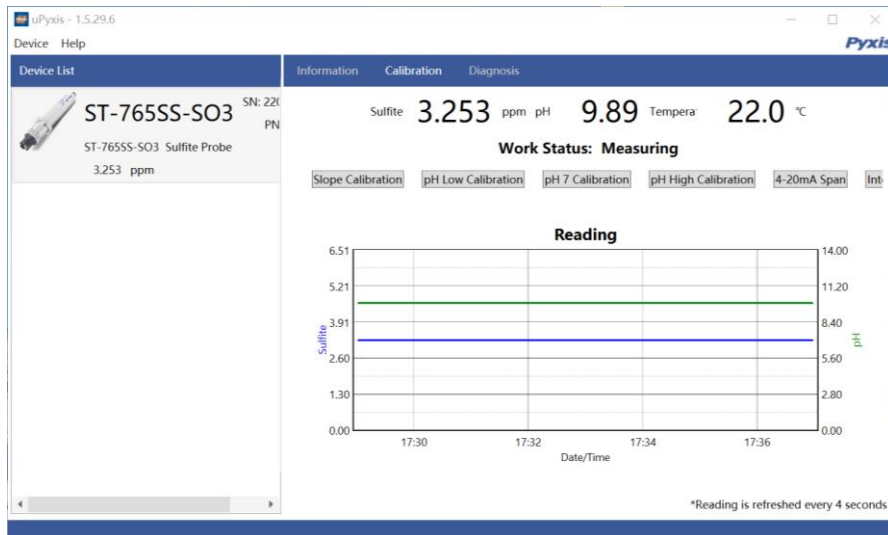 uPyxis - 1.5.29.6
Device Help
Pyxis
Device List
Information Calibration Diagnosis
ST-765SS-SO3
SN: 220
PN
ST-765SS-SO3 Sulfite Probe
3.253 ppm
Sulfite 3.253 ppm pH 9.89 Tempera 22.0 ℃
Work Status: Measuring
Slope Calibration pH Low Calibration pH 7 Calibration pH High Calibration 4-20mA Span Int
Reading
6.51
5.21
3.91
2.60
1.30
0.00
Sulfite
14.00
11.20
8.40
5.60
2.80
0.00
pH
17:30 17:32 17:34 17:36
Date/Time
*Reading is refreshed every 4 seconds